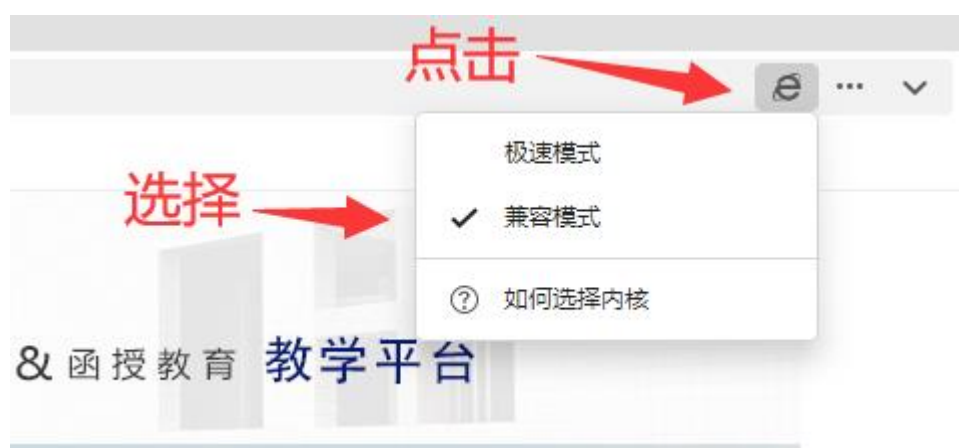 点击
极速模式
选择
兼容模式
如何选择内核
&函授教育 教学平台